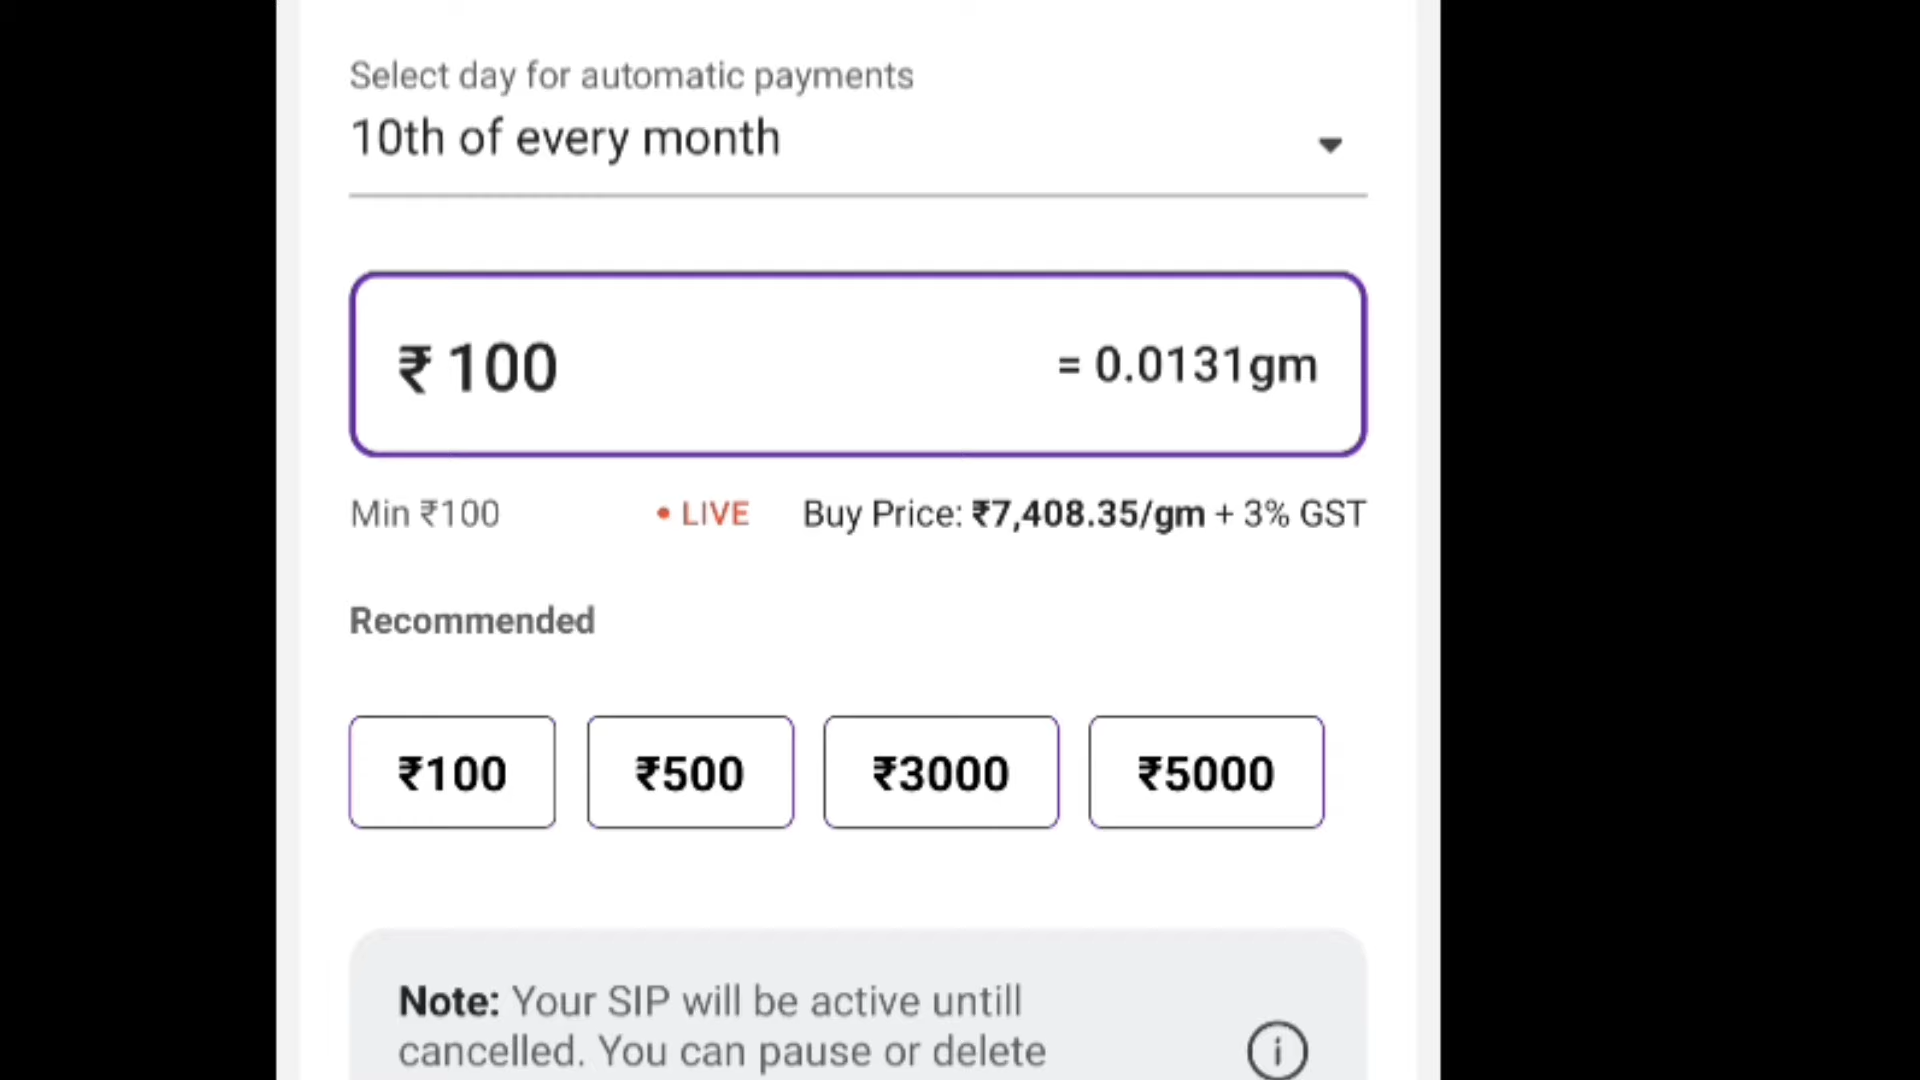 Select day for automatic payments
10th of every month
₹ 100 = 0.0131gm
Min ₹100 • LIVE Buy Price: ₹7,408.35/gm + 3% GST
Recommended
₹100 ₹500 ₹3000 ₹5000
Note: Your SIP will be active untill
cancelled. You can pause or delete